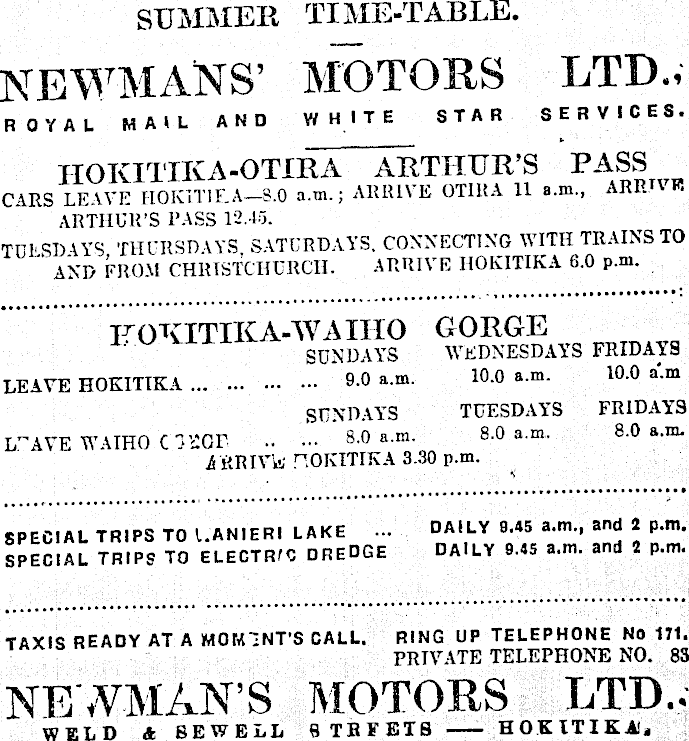 SUMMER TIME-TABLE.
NEWMANS' MOTORS LTD.,
ROYAL MAIL AND WHITE STAR SERVICES.
HOKITIKA-OTIRA ARTHUR'S PASS
CARS LEAVE HOKITIKA—8.0 a.m.; ARRIVE OTIRA 11 a.m., ARRIVE
ARTHUR'S PASS 12.45.
TUESDAYS, THURSDAYS, SATURDAYS, CONNECTING WITH TRAINS TO
AND FROM CHRISTCHURCH. ARRIVE HOKITIKA 6.0 p.m.
HOKITIKA-WAIHO GORGE
SUNDAYS WEDNESDAYS FRIDAYS
LEAVE HOKITIKA ... ... ... ... 9.0 a.m. 10.0 a.m. 10.0 a.m
SUNDAYS TUESDAYS FRIDAYS
LEAVE WAIHO GORGE .. ... 8.0 a.m. 8.0 a.m. 8.0 a.m.
ARRIVE HOKITIKA 3.30 p.m.
SPECIAL TRIPS TO LANIERI LAKE ... DAILY 9.45 a.m., and 2 p.m.
SPECIAL TRIPS TO ELECTRIC DREDGE DAILY 9.45 a.m. and 2 p.m.
TAXIS READY AT A MOMENT'S CALL. RING UP TELEPHONE No 171.
PRIVATE TELEPHONE NO. 83
NEWMAN'S MOTORS LTD.,
WELD & SEWELL STREETS — HOKITIKA.